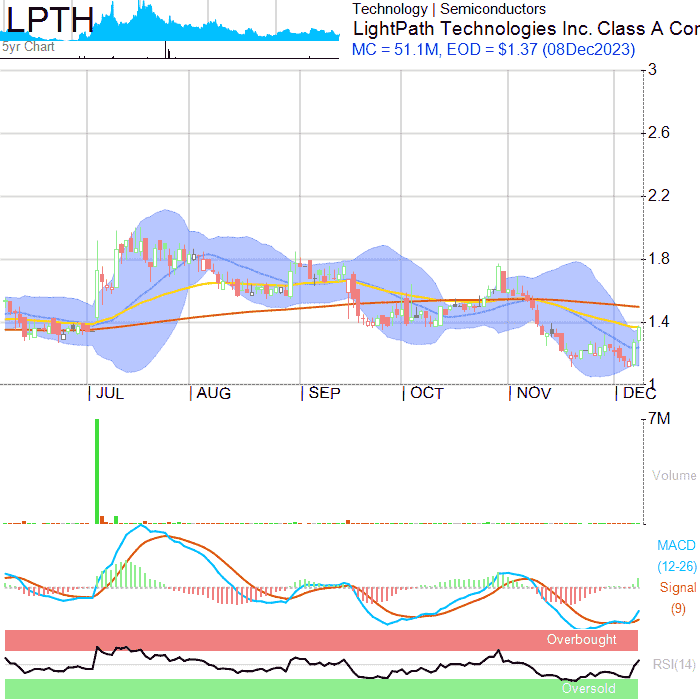 LPTH
5yr Chart
Technology | Semiconductors
LightPath Technologies Inc. Class A Cor
MC = 51.1M, EOD = $1.37 (08Dec2023)
3
2.6
2.2
1.8
1.4
1
JUL
AUG
SEP
OCT
NOV
DEC
7M
Volume
MACD
(12-26)
Signal
(9)
Overbought
RSI(14)
Oversold